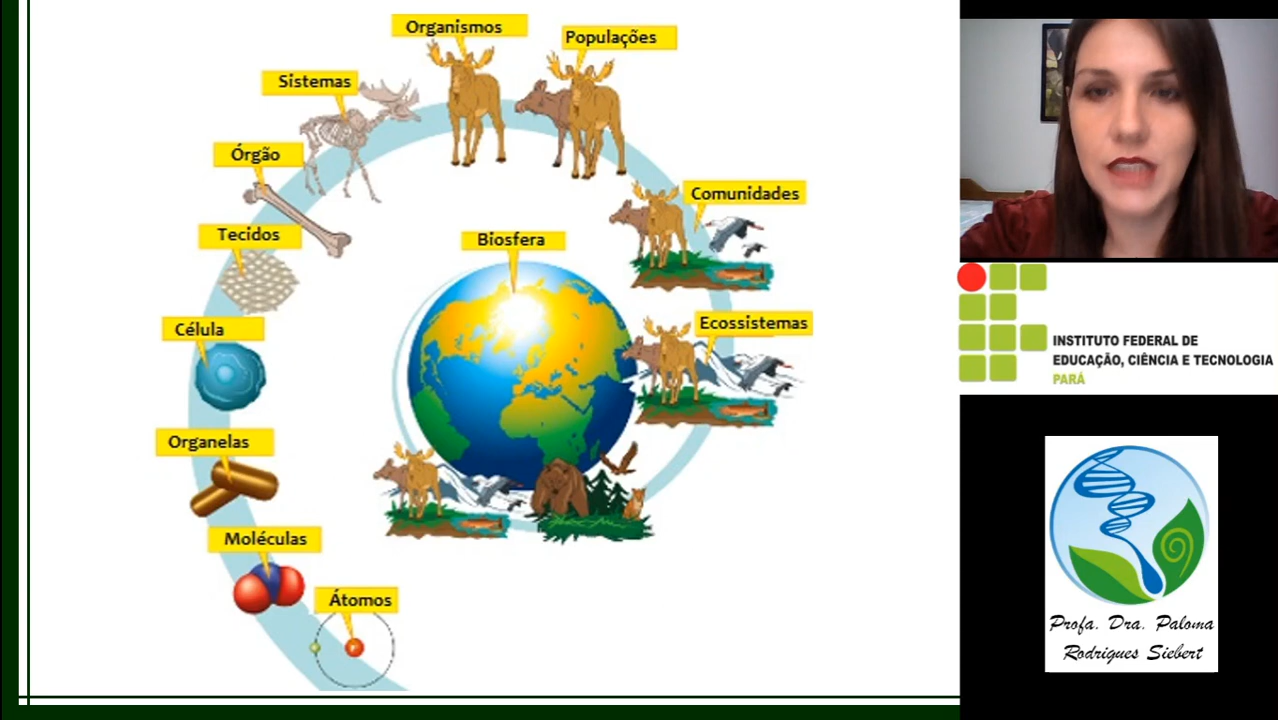 Organismos
Populações
Sistemas
Órgão
Comunidades
Tecidos
Biosfera
Célula
Ecossistemas
Organelas
Moléculas
Átomos
INSTITUTO FEDERAL DE
EDUCAÇÃO, CIÊNCIA E TECNOLOGIA
PARÁ
Profa. Dra. Paloma
Rodrigues Siebert